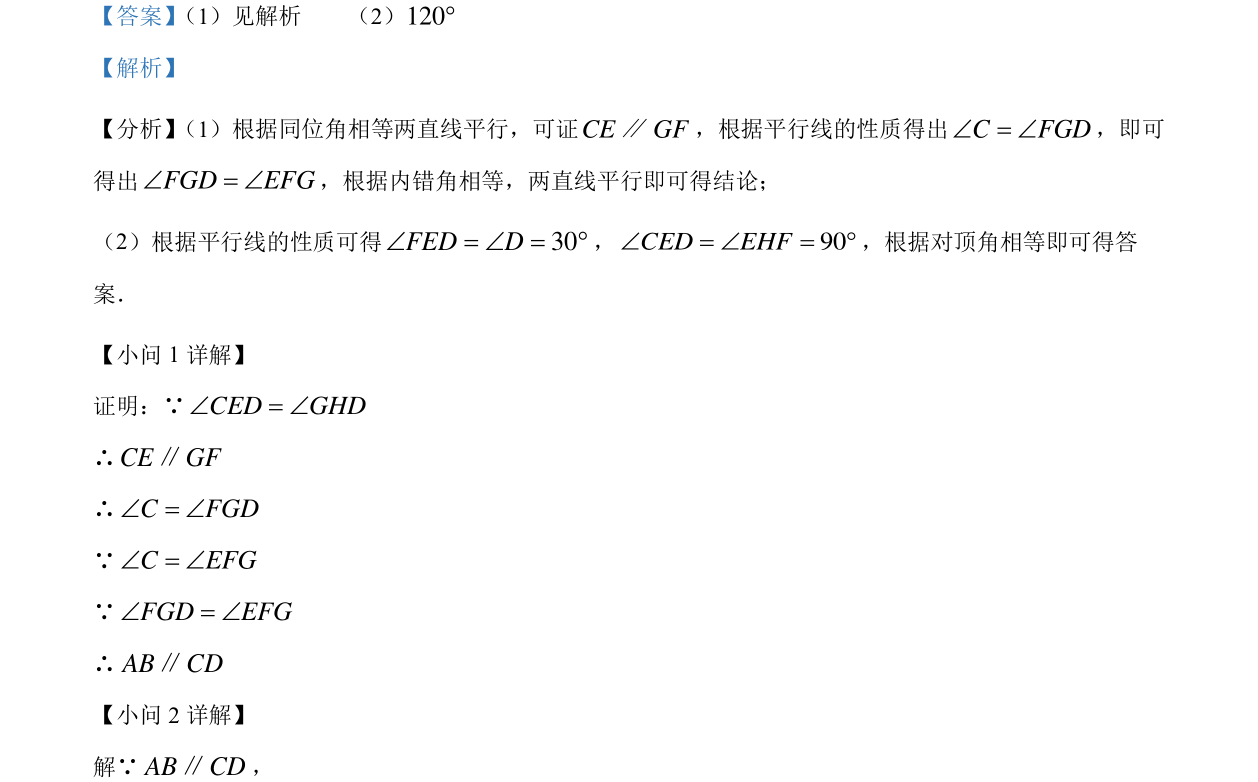 【答案】（1）见解析　　（2）120°
【解析】
【分析】（1）根据同位角相等两直线平行，可证CE∥GF，根据平行线的性质得出∠C=∠FGD，即可
得出∠FGD=∠EFG，根据内错角相等，两直线平行即可得结论；
（2）根据平行线的性质可得∠FED=∠D=30°，∠CED=∠EHF=90°，根据对顶角相等即可得答
案．
【小问 1 详解】
证明：∵∠CED=∠GHD
∴CE∥GF
∴∠C=∠FGD
∵∠C=∠EFG
∵∠FGD=∠EFG
∴AB∥CD
【小问 2 详解】
解∵AB∥CD，